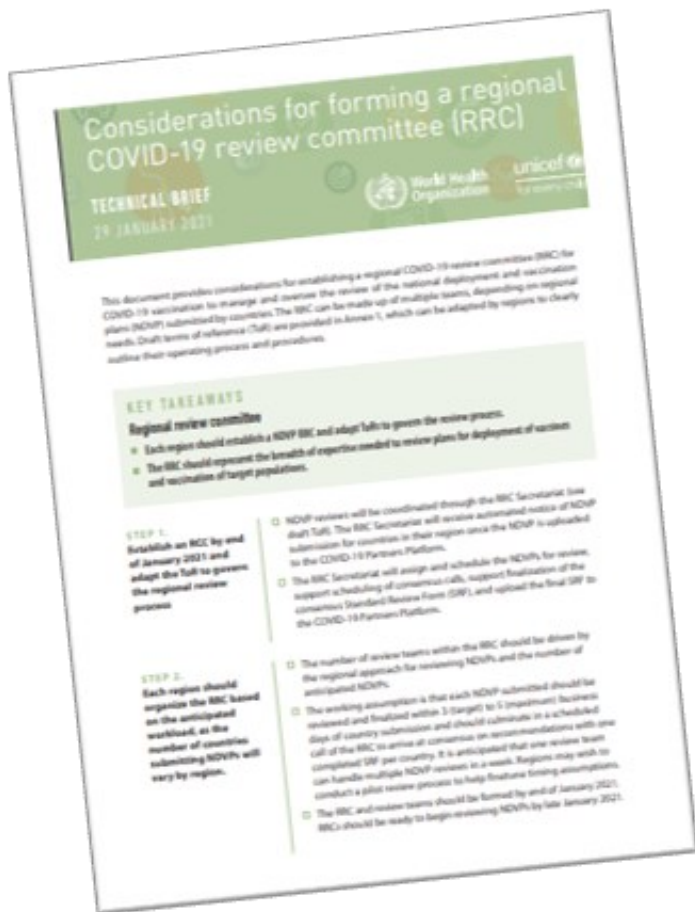 Considerations for forming a regional
COVID-19 review committee (RRC)
TECHNICAL BRIEF
29 JANUARY 2021
World Health
Organization
unicef
for every
This document provides considerations for establishing a regional COVID-19 review committee (RRC) for
COVID-19 vaccination to manage and oversee the review of the national deployment and vaccination
plans (NDVP) submitted by countries. The RRC can be made up of multiple teams, depending on regional
needs. Draft terms of reference (ToR) are provided in Annex 1, which can be adapted by regions to clearly
outline their operating process and procedures.
KEY TAKEAWAYS
Regional review committee
Each region should establish a NDVP RRC and adapt ToRs to govern the review process.
The RRC should represent the breadth of expertise needed to review plans for deployment of vaccines
and vaccination of target populations.
STEP 1.
Establish an RCC by end
of January 2021 and
adapt the ToR to govern
the regional review
process
NDVP reviews will be coordinated through the RRC Secretariat (see
draft ToR). The RRC Secretariat will receive automated notice of NDVP
submission for countries in their region once the NDVP is uploaded
to the COVID-19 Partners Platform.
The RRC Secretariat will assign and schedule the NDVPs for review,
support scheduling of consensus calls, support finalization of the
consensus Standard Review Form (SRF), and upload the final SRF to
the COVID-19 Partners Platform.
STEP 2.
Each region should
organize the RRC based
on the anticipated
workload, as the
number of countries
submitting NDVPs will
vary by region.
The number of review teams within the RRC should be driven by
the regional approach for reviewing NDVPs and the number of
anticipated NDVPs.
The working assumption is that each NDVP submitted should be
reviewed and finalized within 3 (target) to 5 (maximum) business
days of country submission and should culminate in a scheduled
call of the RRC to arrive at consensus on recommendations with one
completed SRF per country. It is anticipated that one review team
can handle multiple NDVP reviews in a week. Regions may wish to
conduct a pilot review process to help finetune timing assumptions.
The RRC and review teams should be formed by end of January 2021.
RRCs should be ready to begin reviewing NDVPs by late January 2021.